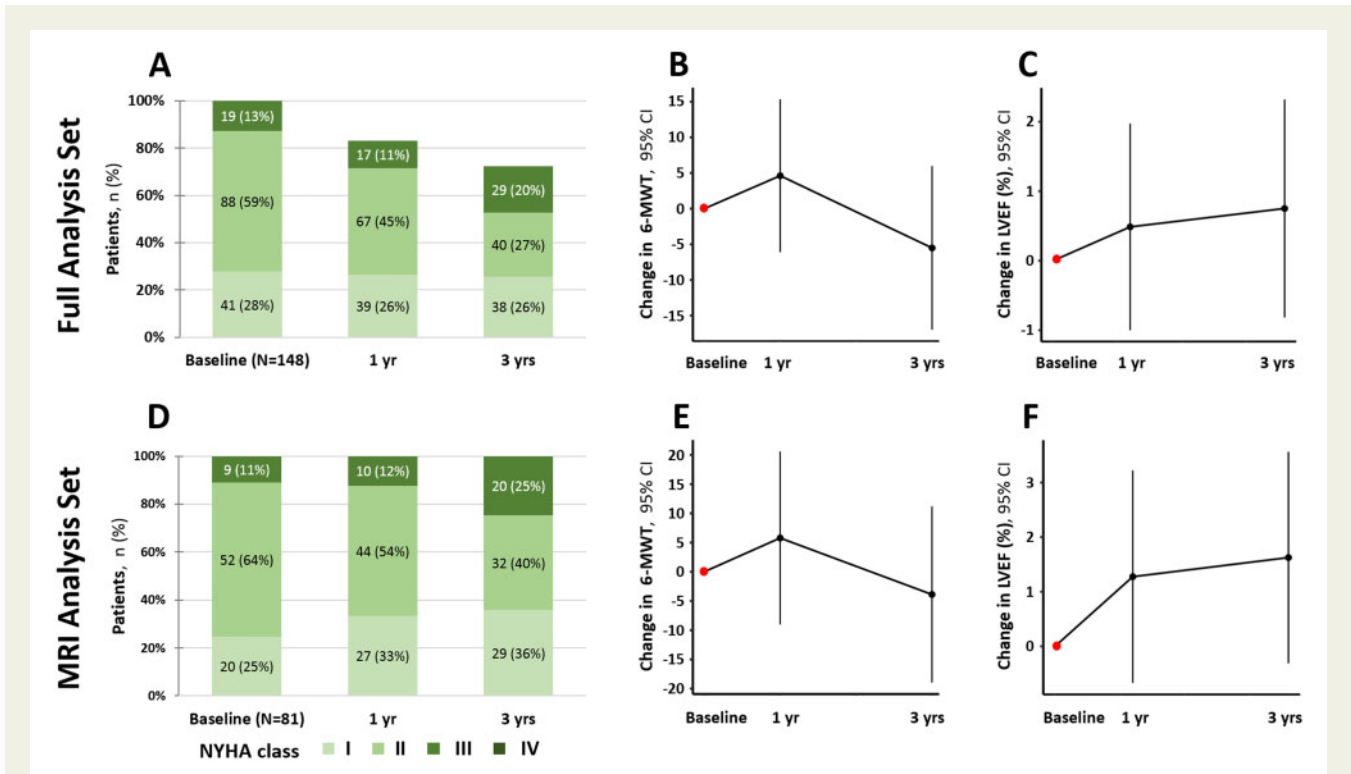 Full Analysis Set
A
Patients, n (%)
100%
80%
60%
40%
20%
0%
19 (13%)
88 (59%)
41 (28%)
17 (11%)
67 (45%)
39 (26%)
29 (20%)
40 (27%)
38 (26%)
Baseline (N=148) 1 yr 3 yrs
B
Change in 6-MWT, 95% CI
15
10
5
0
-5
-10
-15
Baseline 1 yr 3 yrs
C
Change in LVEF (%), 95% CI
2
1
0
-1
Baseline 1 yr 3 yrs
MRI Analysis Set
D
Patients, n (%)
100%
80%
60%
40%
20%
0%
9 (11%)
52 (64%)
20 (25%)
10 (12%)
44 (54%)
27 (33%)
20 (25%)
32 (40%)
29 (36%)
Baseline (N=81) 1 yr 3 yrs
NYHA class I II III IV
E
Change in 6-MWT, 95% CI
20
15
10
5
0
-5
-10
-15
-20
Baseline 1 yr 3 yrs
F
Change in LVEF (%), 95% CI
3
2
1
0
Baseline 1 yr 3 yrs